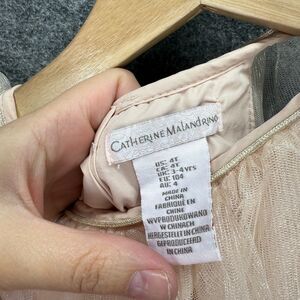 CATHERINE MALANDRINO
US: 4T
CA: 4T
UK: 3-4 YRS
EU: 104
AU: 4
MADE IN
CHINA
FABRIQUE EN
CHINE
WYPRODUKOWANO
W CHINACH
HERGESTELLT IN CHINA
GEPRODUCEERD
IN CHINA